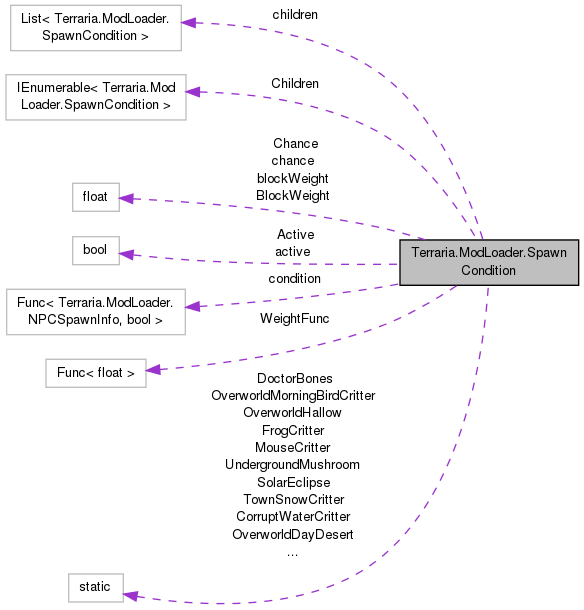 List< Terraria.ModLoader.
SpawnCondition >
children
IEnumerable< Terraria.Mod
Loader.SpawnCondition >
Children
Chance
chance
blockWeight
BlockWeight
float
Active
active
bool
Terraria.ModLoader.Spawn
Condition
condition
Func< Terraria.ModLoader.
NPCSpawnInfo, bool >
WeightFunc
Func< float >
DoctorBones
OverworldMorningBirdCritter
OverworldHallow
FrogCritter
MouseCritter
UndergroundMushroom
SolarEclipse
TownSnowCritter
CorruptWaterCritter
OverworldDayDesert
...
static